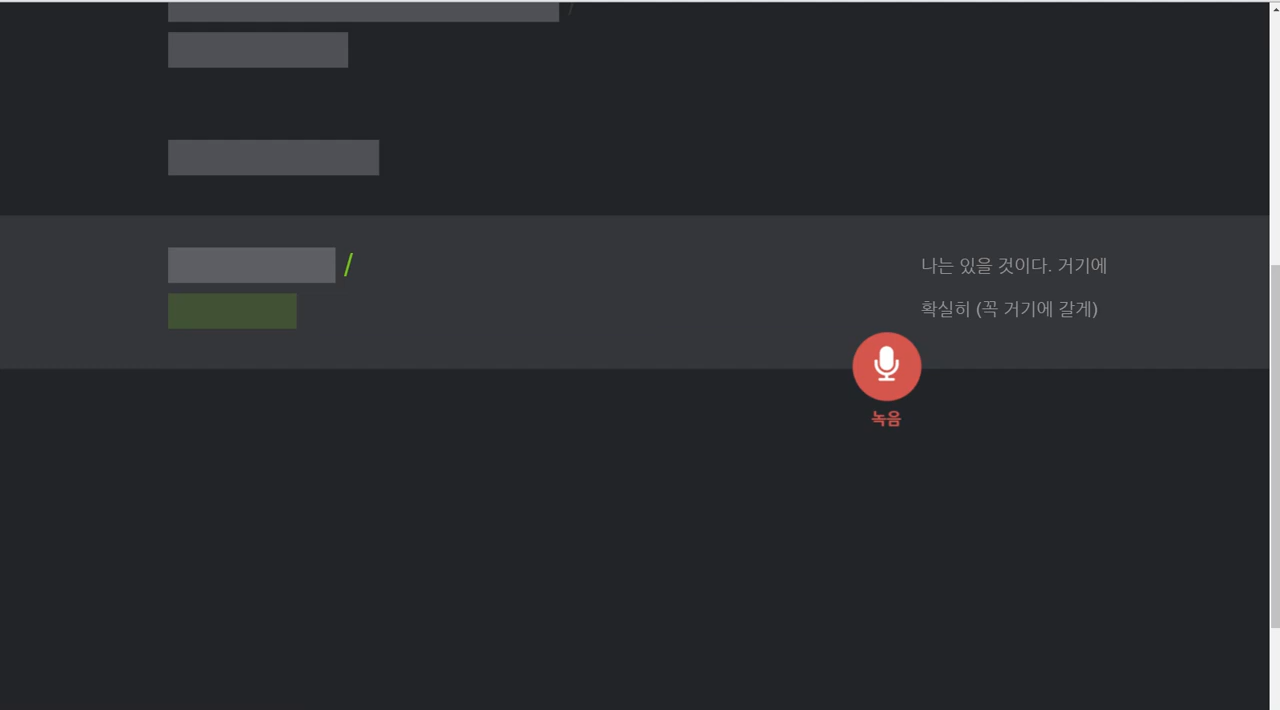 /
/
나는 있을 것이다. 거기에
확실히 (꼭 거기에 갈게)
녹음